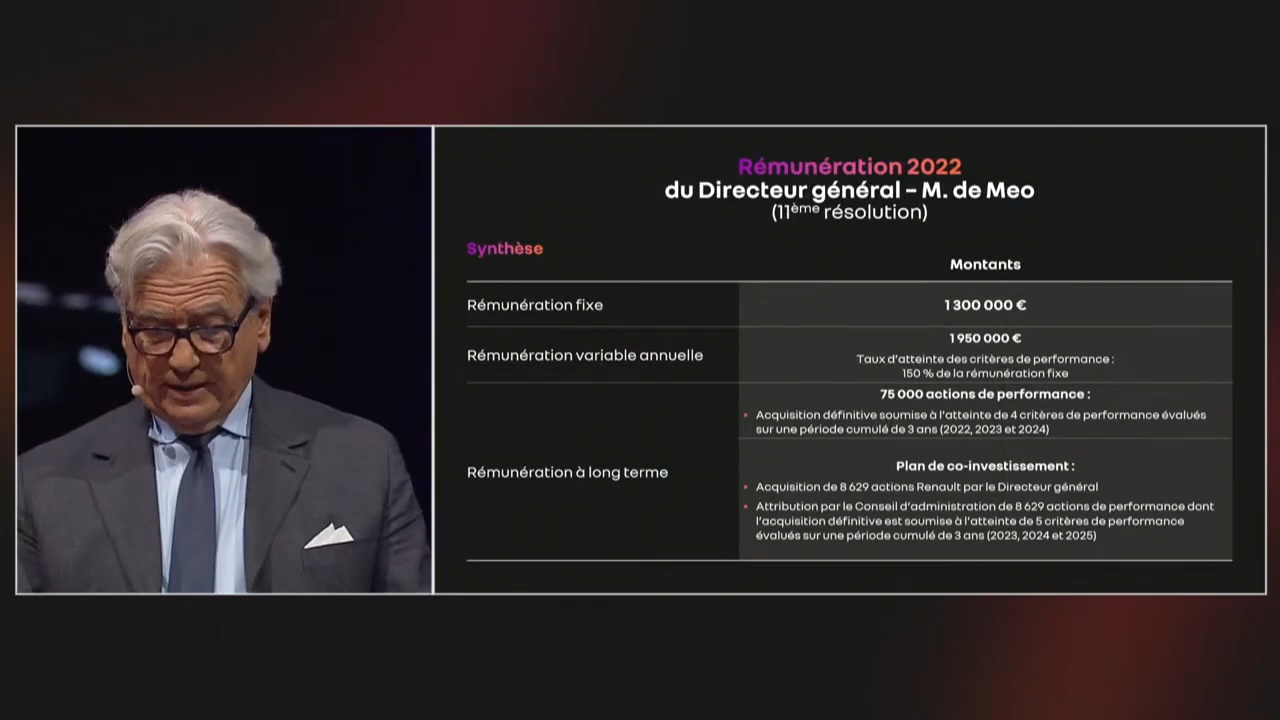 Rémunération 2022
du Directeur général – M. de Meo
(11ème résolution)
Synthèse
Montants
Rémunération fixe
1 300 000 €
Rémunération variable annuelle
1 950 000 €
Taux d'atteinte des critères de performance :
150 % de la rémunération fixe
Rémunération à long terme
75 000 actions de performance :
• Acquisition définitive soumise à l'atteinte de 4 critères de performance évalués
sur une période cumulé de 3 ans (2022, 2023 et 2024)
Plan de co-investissement :
• Acquisition de 8 629 actions Renault par le Directeur général
• Attribution par le Conseil d'administration de 8 629 actions de performance dont
l'acquisition définitive est soumise à l'atteinte de 5 critères de performance
évalués sur une période cumulé de 3 ans (2023, 2024 et 2025)